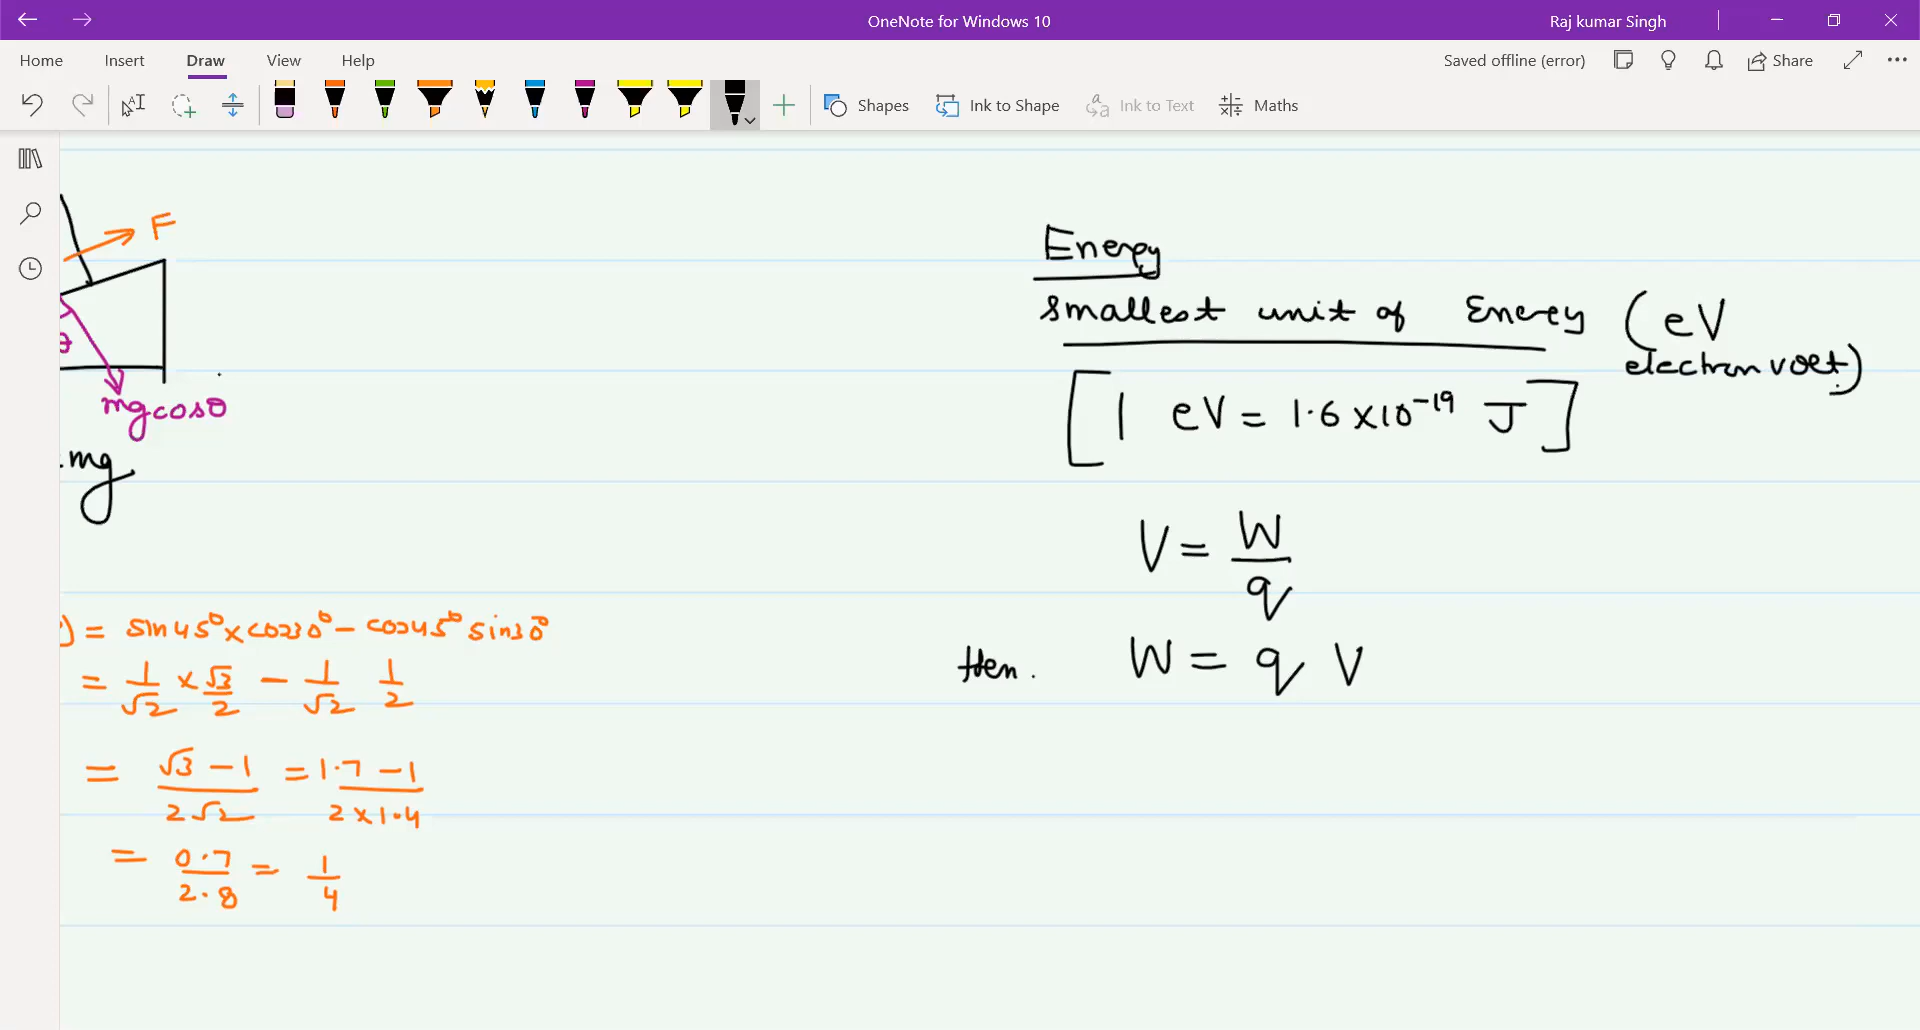 OneNote for Windows 10
Raj kumar Singh
Home Insert Draw View Help
Saved offline (error) Share
Shapes Ink to Shape Ink to Text Maths
F
mg cosθ
mg
) = sin45° × cos30° − cos45° sin30°
= 1/√2 × √3/2 − 1/√2 1/2
= √3 − 1 / 2√2 = 1.7 − 1 / 2 × 1.4
= 0.7/2.8 = 1/4
Energy
smallest unit of Energy (eV
electron volt)
[1 eV = 1.6 × 10⁻¹⁹ J]
V = W/q
then. W = q V